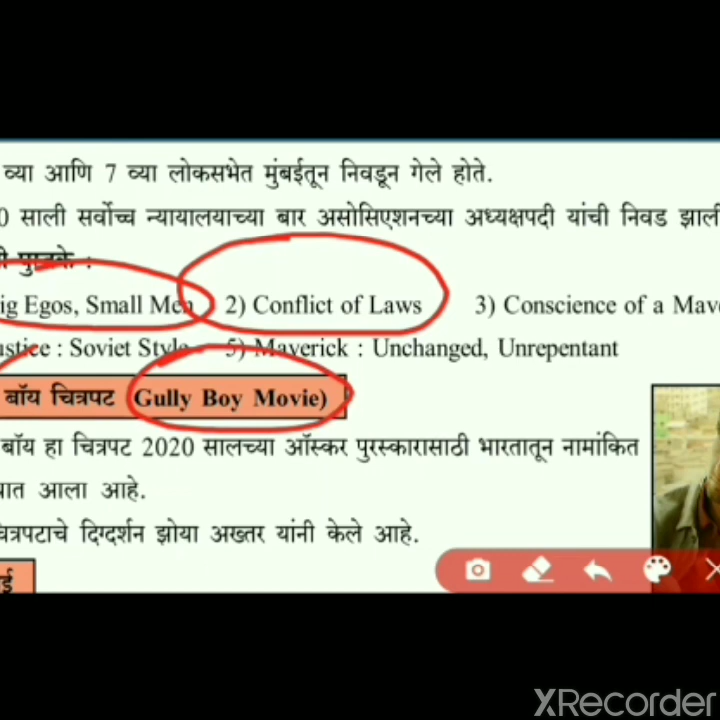 व्या आणि 7 व्या लोकसभेत मुंबईतून निवडून गेले होते.
0 साली सर्वोच्च न्यायालयाच्या बार असोसिएशनच्या अध्यक्षपदी यांची निवड झाली
ी पुस्तके :
ig Egos, Small Men 2) Conflict of Laws 3) Conscience of a Mave
ustice : Soviet Style 5) Maverick : Unchanged, Unrepentant
बॉय चित्रपट (Gully Boy Movie)
बॉय हा चित्रपट 2020 सालच्या ऑस्कर पुरस्कारासाठी भारतातून नामांकित
यात आला आहे.
चित्रपटाचे दिग्दर्शन झोया अख्तर यांनी केले आहे.
ई
XRecorder